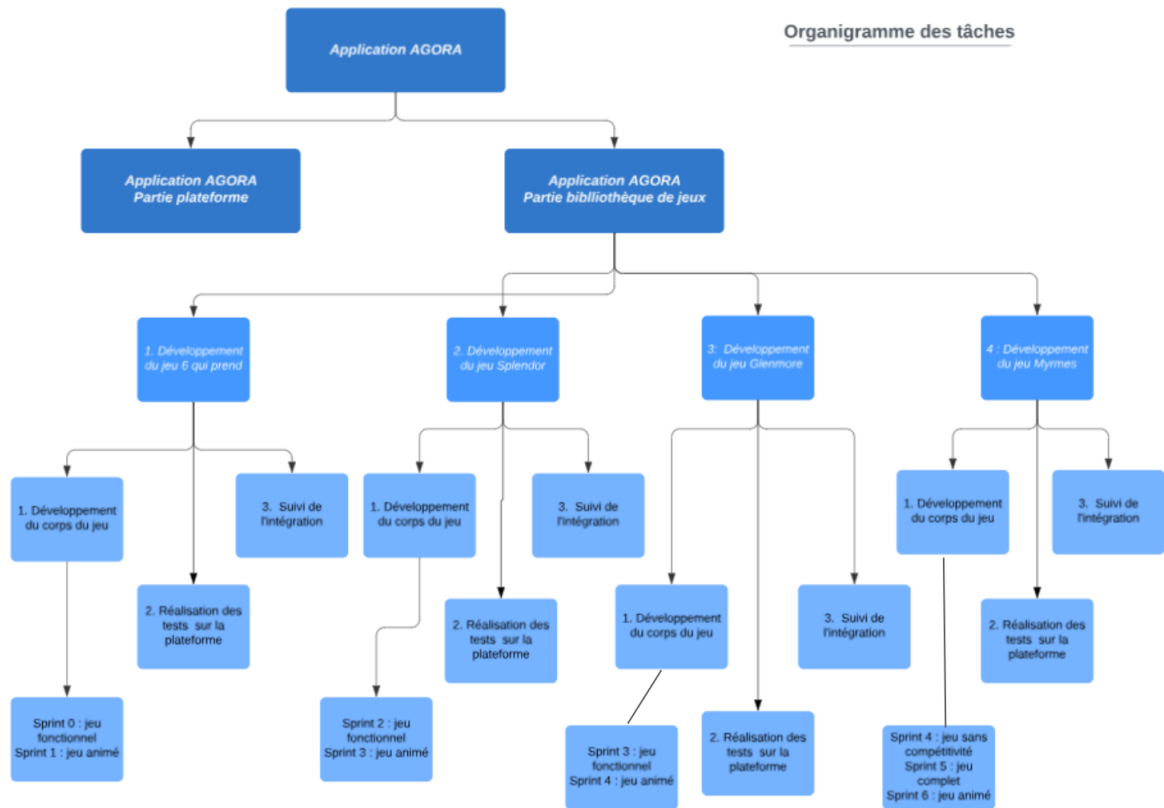 Organigramme des tâches
Application AGORA
Application AGORA
Partie plateforme
Application AGORA
Partie biblliothèque de jeux
1. Développement
du jeu 6 qui prend
2. Développement
du jeu Splendor
3: Développement
du jeu Glenmore
4 : Développement
du jeu Myrmes
1. Développement
du corps du jeu
3. Suivi de
l'intégration
1. Développement
du corps du jeu
3. Suivi de
l'intégration
1. Développement
du corps du jeu
3. Suivi de
l'intégration
2. Réalisation des
tests sur la
plateforme
2. Réalisation des
tests sur la
plateforme
1. Développement
du corps du jeu
3. Suivi de
l'intégration
2. Réalisation des
tests sur la
plateforme
Sprint 0 : jeu
fonctionnel
Sprint 1 : jeu animé
Sprint 2 : jeu
fonctionnel
Sprint 3 : jeu animé
Sprint 3 : jeu
fonctionnel
Sprint 4 : jeu animé
2. Réalisation des
tests sur la
plateforme
Sprint 4 : jeu sans
compétitivité
Sprint 5 : jeu
complet
Sprint 6 : jeu animé